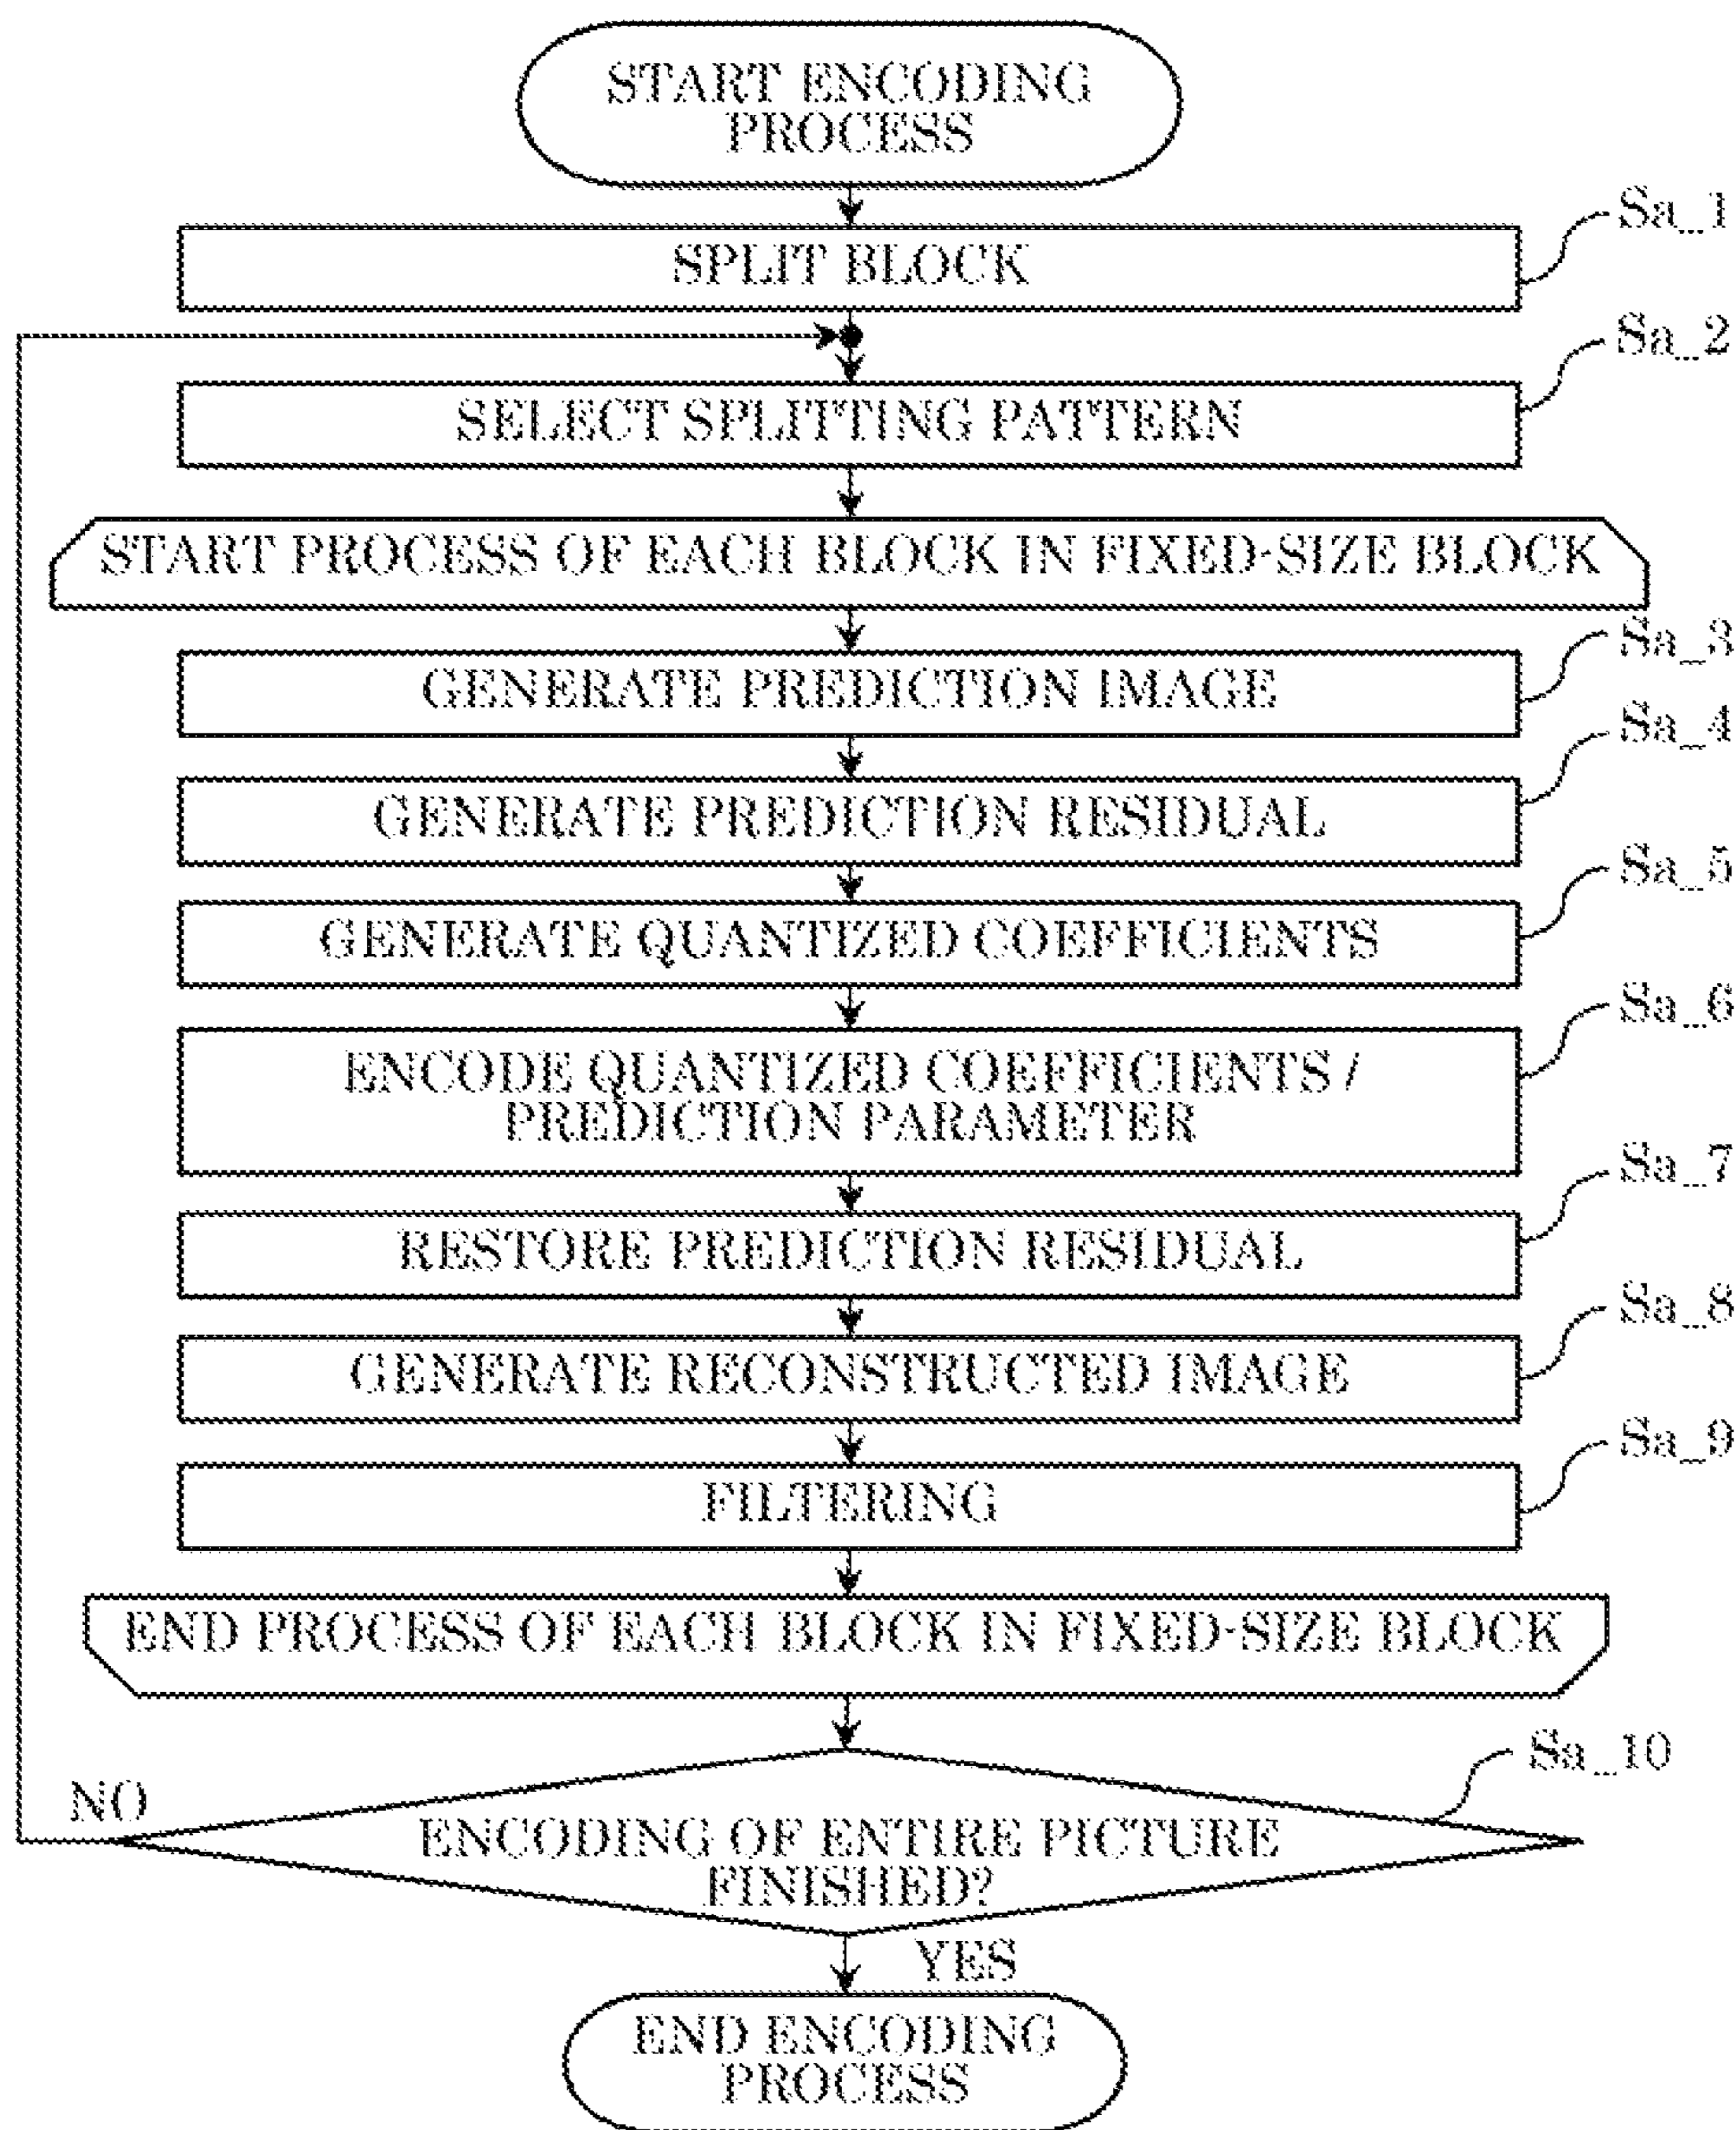 START ENCODING
PROCESS
Sa_1
SPLIT BLOCK
Sa_2
SELECT SPLITTING PATTERN
START PROCESS OF EACH BLOCK IN FIXED-SIZE BLOCK
Sa_3
GENERATE PREDICTION IMAGE
Sa_4
GENERATE PREDICTION RESIDUAL
Sa_5
GENERATE QUANTIZED COEFFICIENTS
Sa_6
ENCODE QUANTIZED COEFFICIENTS /
PREDICTION PARAMETER
Sa_7
RESTORE PREDICTION RESIDUAL
Sa_8
GENERATE RECONSTRUCTED IMAGE
Sa_9
FILTERING
END PROCESS OF EACH BLOCK IN FIXED-SIZE BLOCK
Sa_10
NO
ENCODING OF ENTIRE PICTURE
FINISHED?
YES
END ENCODING
PROCESS